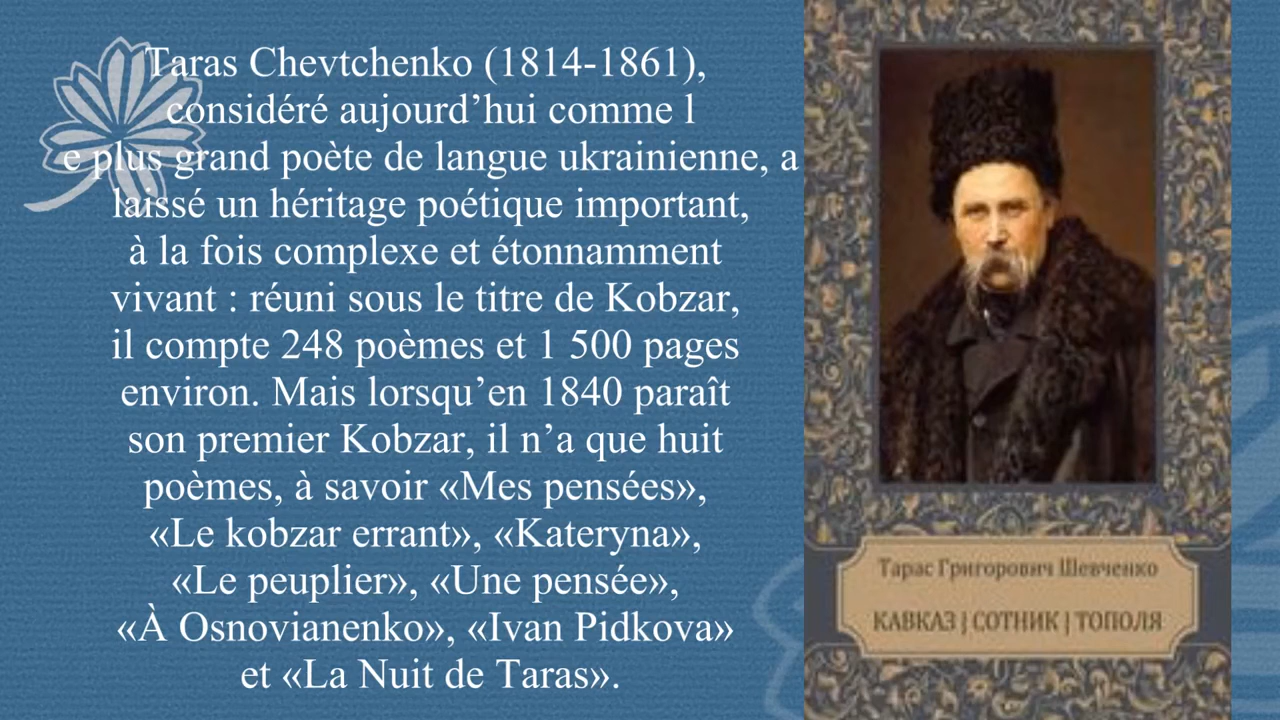 Taras Chevtchenko (1814-1861),
considéré aujourd’hui comme l
e plus grand poète de langue ukrainienne, a
laissé un héritage poétique important,
à la fois complexe et étonnamment
vivant : réuni sous le titre de Kobzar,
il compte 248 poèmes et 1 500 pages
environ. Mais lorsqu’en 1840 paraît
son premier Kobzar, il n’a que huit
poèmes, à savoir «Mes pensées»,
«Le kobzar errant», «Kateryna»,
«Le peuplier», «Une pensée»,
«À Osnovianenko», «Ivan Pidkova»
et «La Nuit de Taras».
Тарас Григорович Шевченко
КАВКАЗ | СОТНИК | ТОПОЛЯ